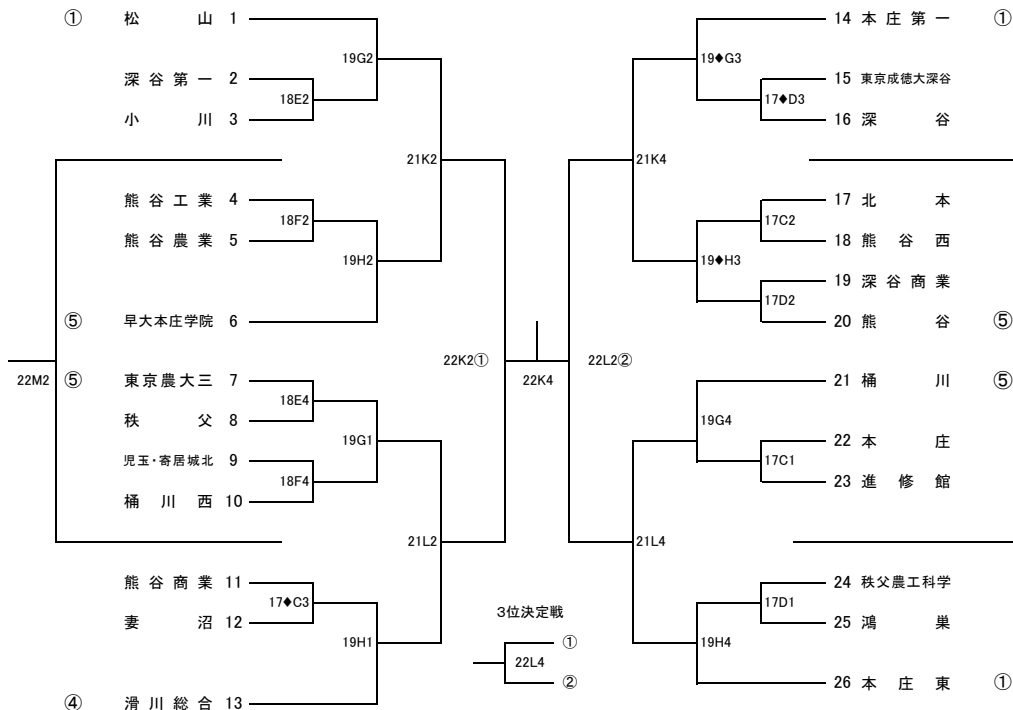 ① 松山 1
19G2
深谷第一 2
18E2
小川 3
21K2
熊谷工業 4
18F2
熊谷農業 5
19H2
⑤ 早大本庄学院 6
22M2
⑤ 東京農大三 7
18E4
秩父 8
19G1
児玉・寄居城北 9
18F4
桶川西 10
21L2
熊谷商業 11
17♦C3
妻沼 12
19H1
④ 滑川総合 13
22K2①
22K4
22L2②
3位決定戦
①
22L4
②
14 本庄第一 ①
19♦G3
15 東京成徳大深谷
17♦D3
16 深谷
21K4
17 北本
17C2
18 熊谷西
19♦H3
19 深谷商業
17D2
20 熊谷 ⑤
21 桶川 ⑤
19G4
22 本庄
17C1
23 進修館
21L4
24 秩父農工科学
17D1
25 鴻巣
19H4
26 本庄東 ①